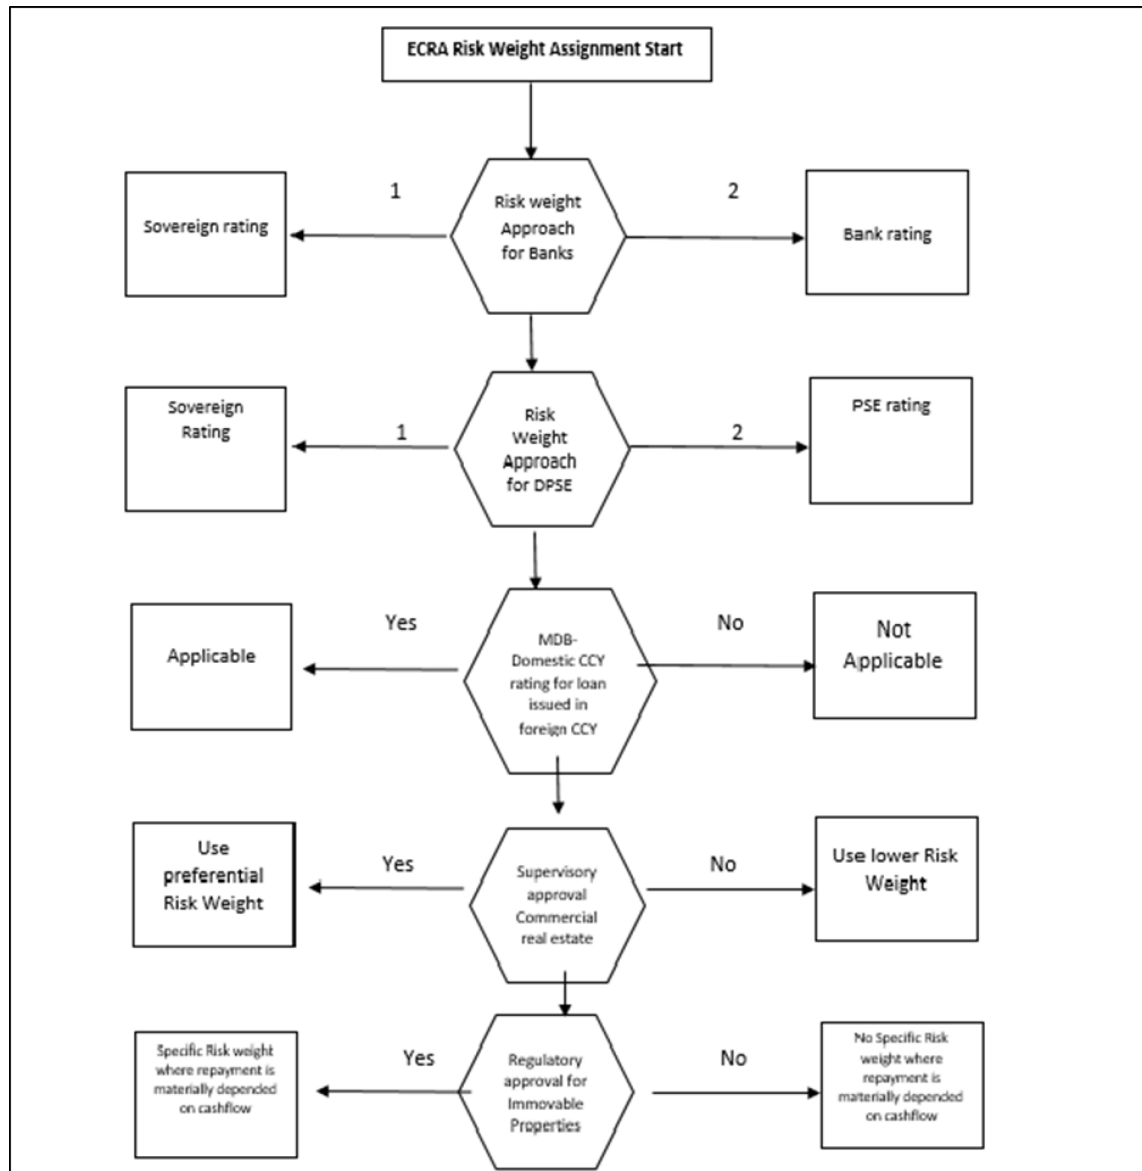 ECRA Risk Weight Assignment Start
1
2
Sovereign rating
Risk weight
Approach
for Banks
Bank rating
Sovereign
Rating
1
Risk
Weight
Approach
for DPSE
2
PSE rating
Yes
No
Applicable
MDB-
Domestic CCY
rating for loan
issued in
foreign CCY
Not
Applicable
Use
preferential
Risk Weight
Yes
Supervisory
approval
Commercial
real estate
No
Use lower Risk
Weight
Specific Risk weight
where repayment is
materially depended
on cashflow
Yes
Regulatory
approval for
Immovable
Properties
No
No Specific Risk
weight where
repayment is
materially depended
on cashflow